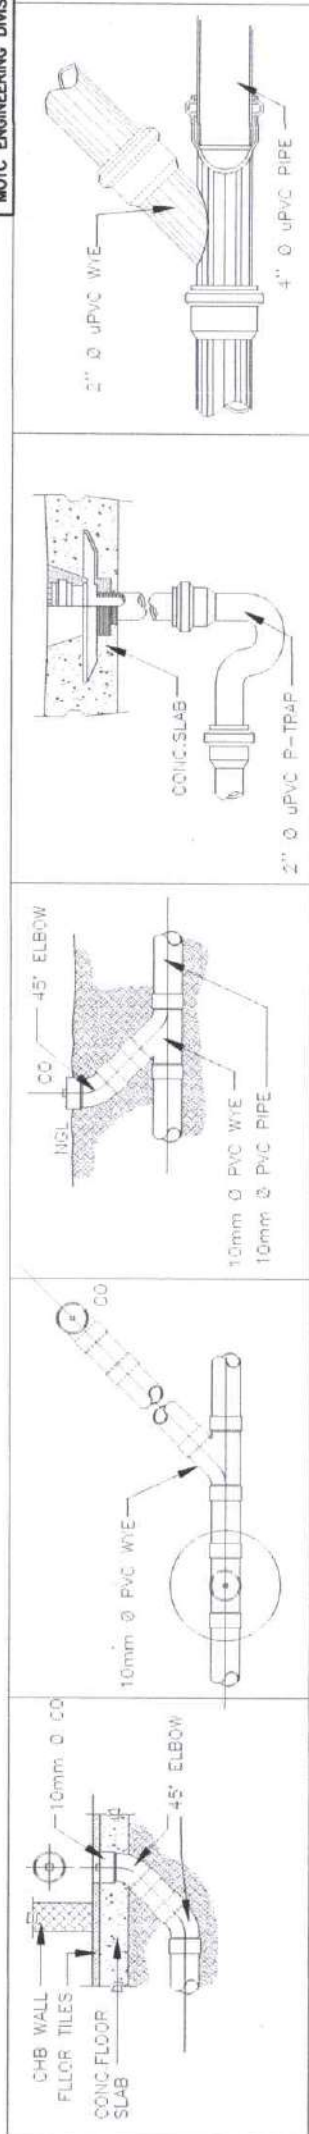 MOTC ENGINEERING DIVIS
CHB WALL
FLLOR TILES
CONC.FLOOR
SLAB
10mm Ø CO
45° ELBOW
10mm Ø PVC WYE
CO
NGL
CO
45° ELBOW
10mm Ø PVC WYE
10mm Ø PVC PIPE
CONC.SLAB
2'' Ø uPVC P-TRAP
2'' Ø uPVC WYE
4'' Ø uPVC PIPE